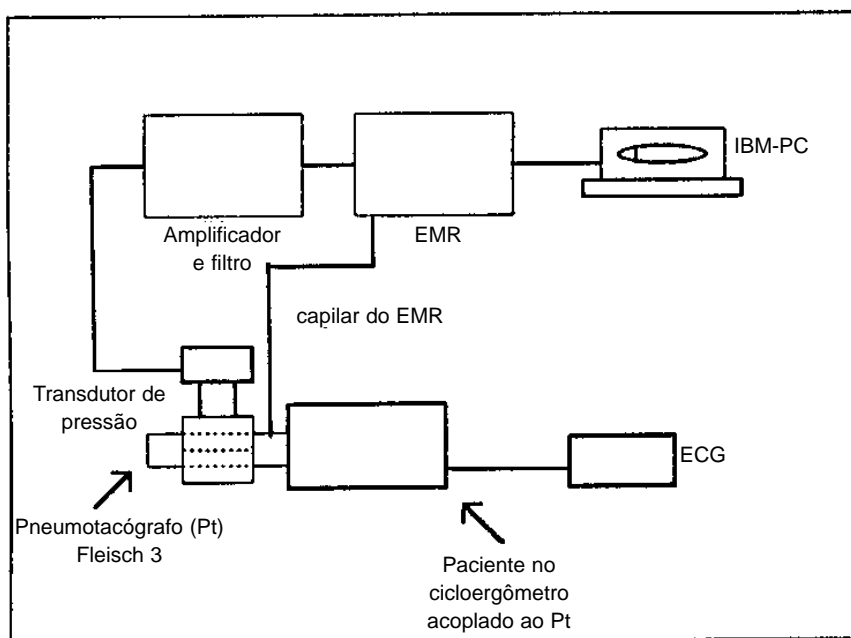 IBM-PC
Amplificador
e filtro
EMR
capilar do EMR
Transdutor de
pressão
ECG
Pneumotacógrafo (Pt)
Fleisch 3
Paciente no
cicloergômetro
acoplado ao Pt